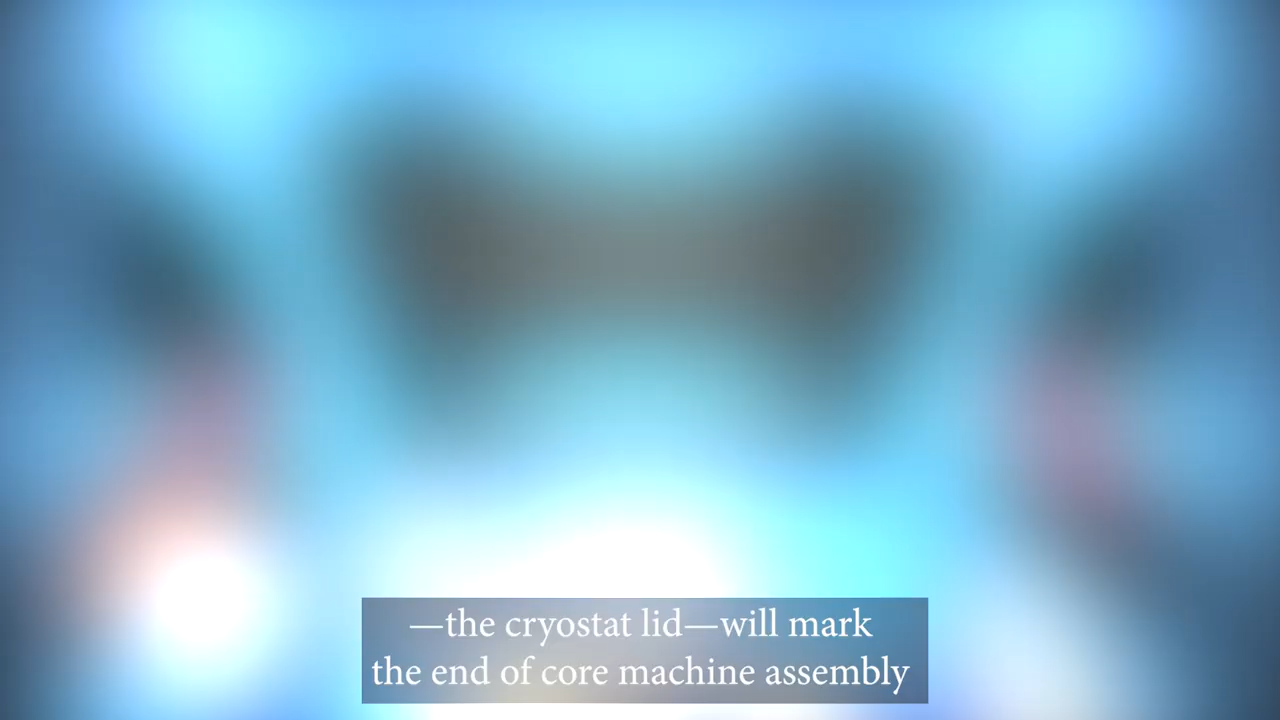 —the cryostat lid—will mark
the end of core machine assembly